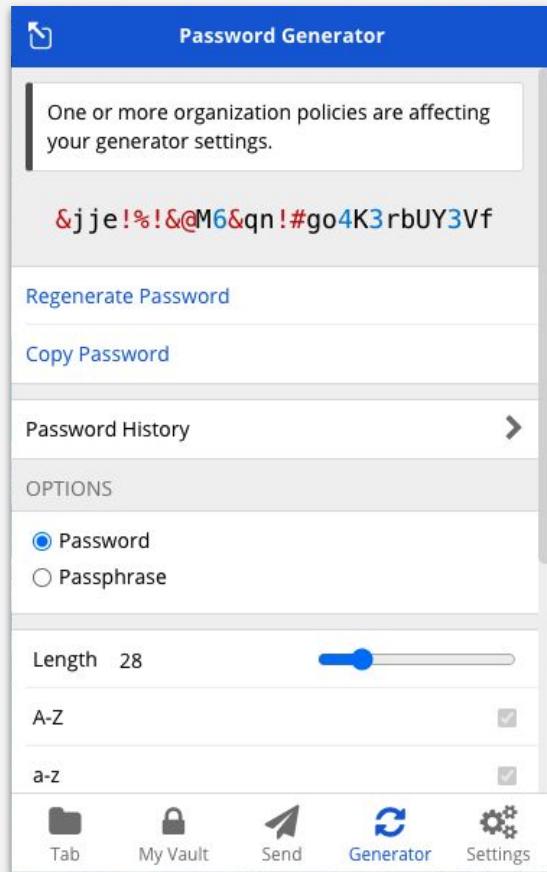 Password Generator
One or more organization policies are affecting
your generator settings.
&jje!%!&@M6&qn!#go4K3rbUY3Vf
Regenerate Password
Copy Password
Password History
OPTIONS
Password
Passphrase
Length 28
A-Z
a-z
Tab My Vault Send Generator Settings